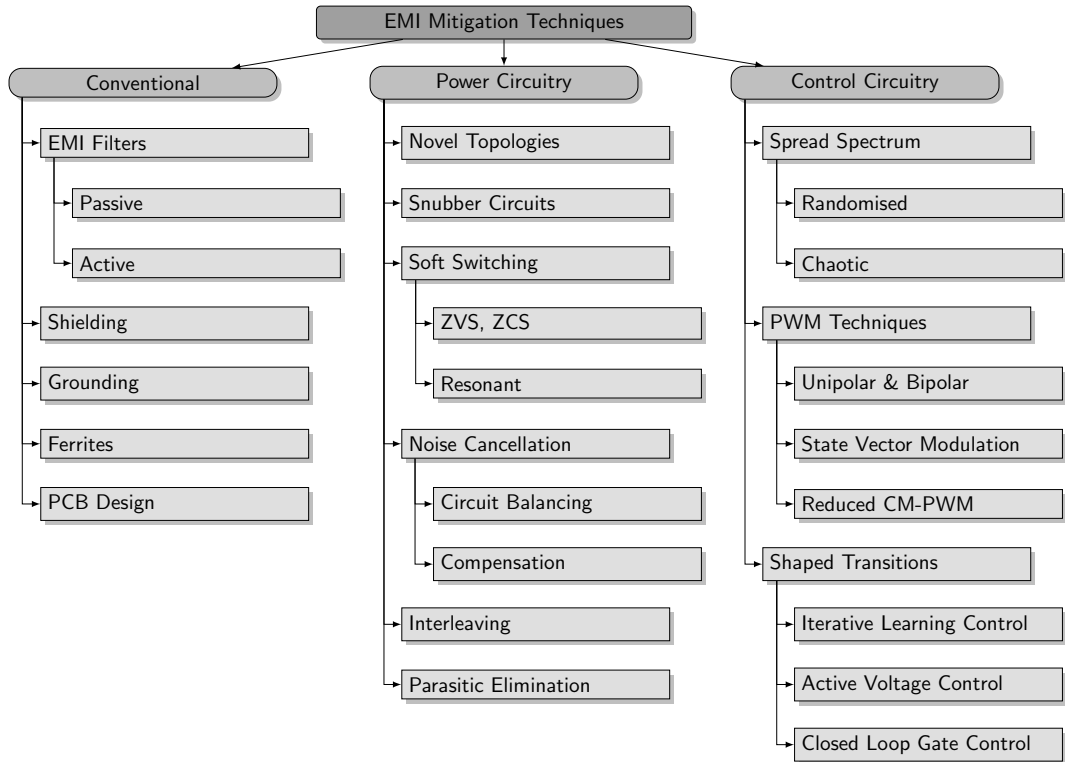 EMI Mitigation Techniques
Conventional
EMI Filters
Passive
Active
Shielding
Grounding
Ferrites
PCB Design
Power Circuitry
Novel Topologies
Snubber Circuits
Soft Switching
ZVS, ZCS
Resonant
Noise Cancellation
Circuit Balancing
Compensation
Interleaving
Parasitic Elimination
Control Circuitry
Spread Spectrum
Randomised
Chaotic
PWM Techniques
Unipolar & Bipolar
State Vector Modulation
Reduced CM-PWM
Shaped Transitions
Iterative Learning Control
Active Voltage Control
Closed Loop Gate Control